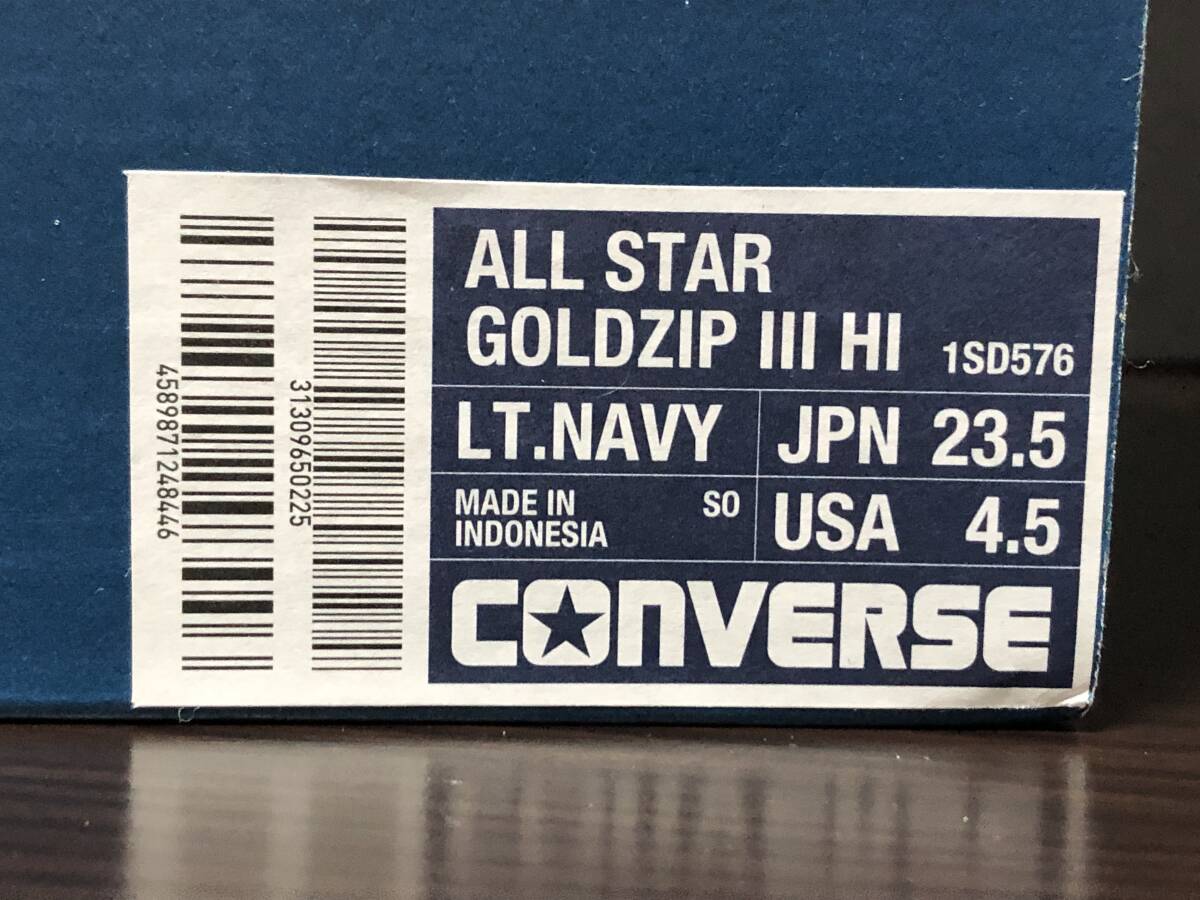 ALL STAR
GOLDZIP III HI 1SD576
LT.NAVY JPN 23.5
MADE IN INDONESIA SO USA 4.5
CONVERSE
4589871248446
31309650225